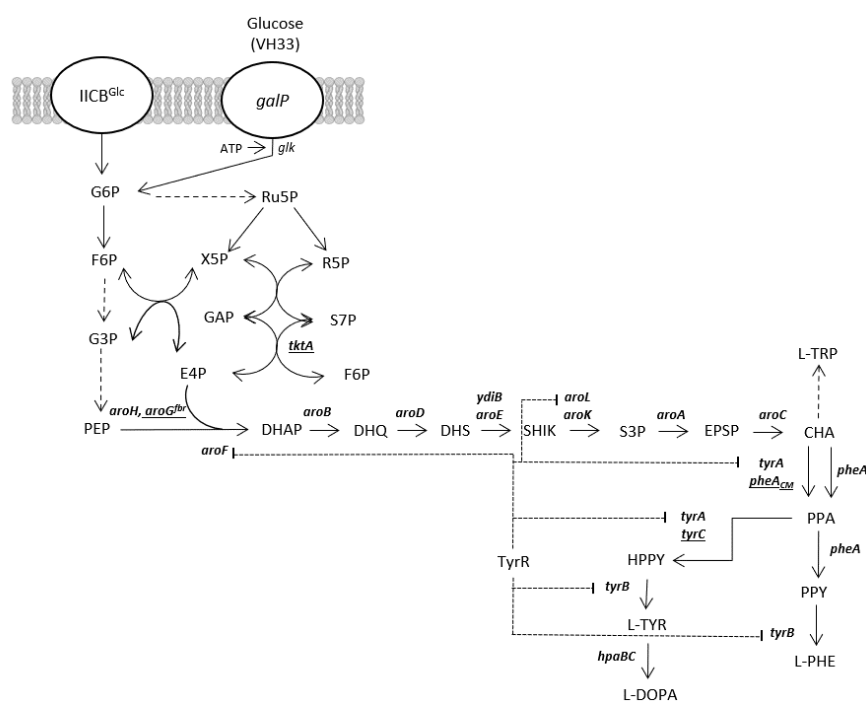 Glucose
(VH33)
IICB^Glc
galP
ATP
glk
G6P
Ru5P
F6P
X5P
R5P
GAP
S7P
G3P
tktA
E4P
F6P
L-TRP
aroH, aroG^fbr
PEP
aroF
DHAP
aroB
DHQ
aroD
DHS
ydiB
aroE
SHIK
aroL
aroK
S3P
aroA
EPSP
aroC
CHA
tyrA
pheA_CM
pheA
PPA
tyrA
tyrC
pheA
TyrR
HPPY
PPY
tyrB
L-TYR
tyrB
L-PHE
hpaBC
L-DOPA